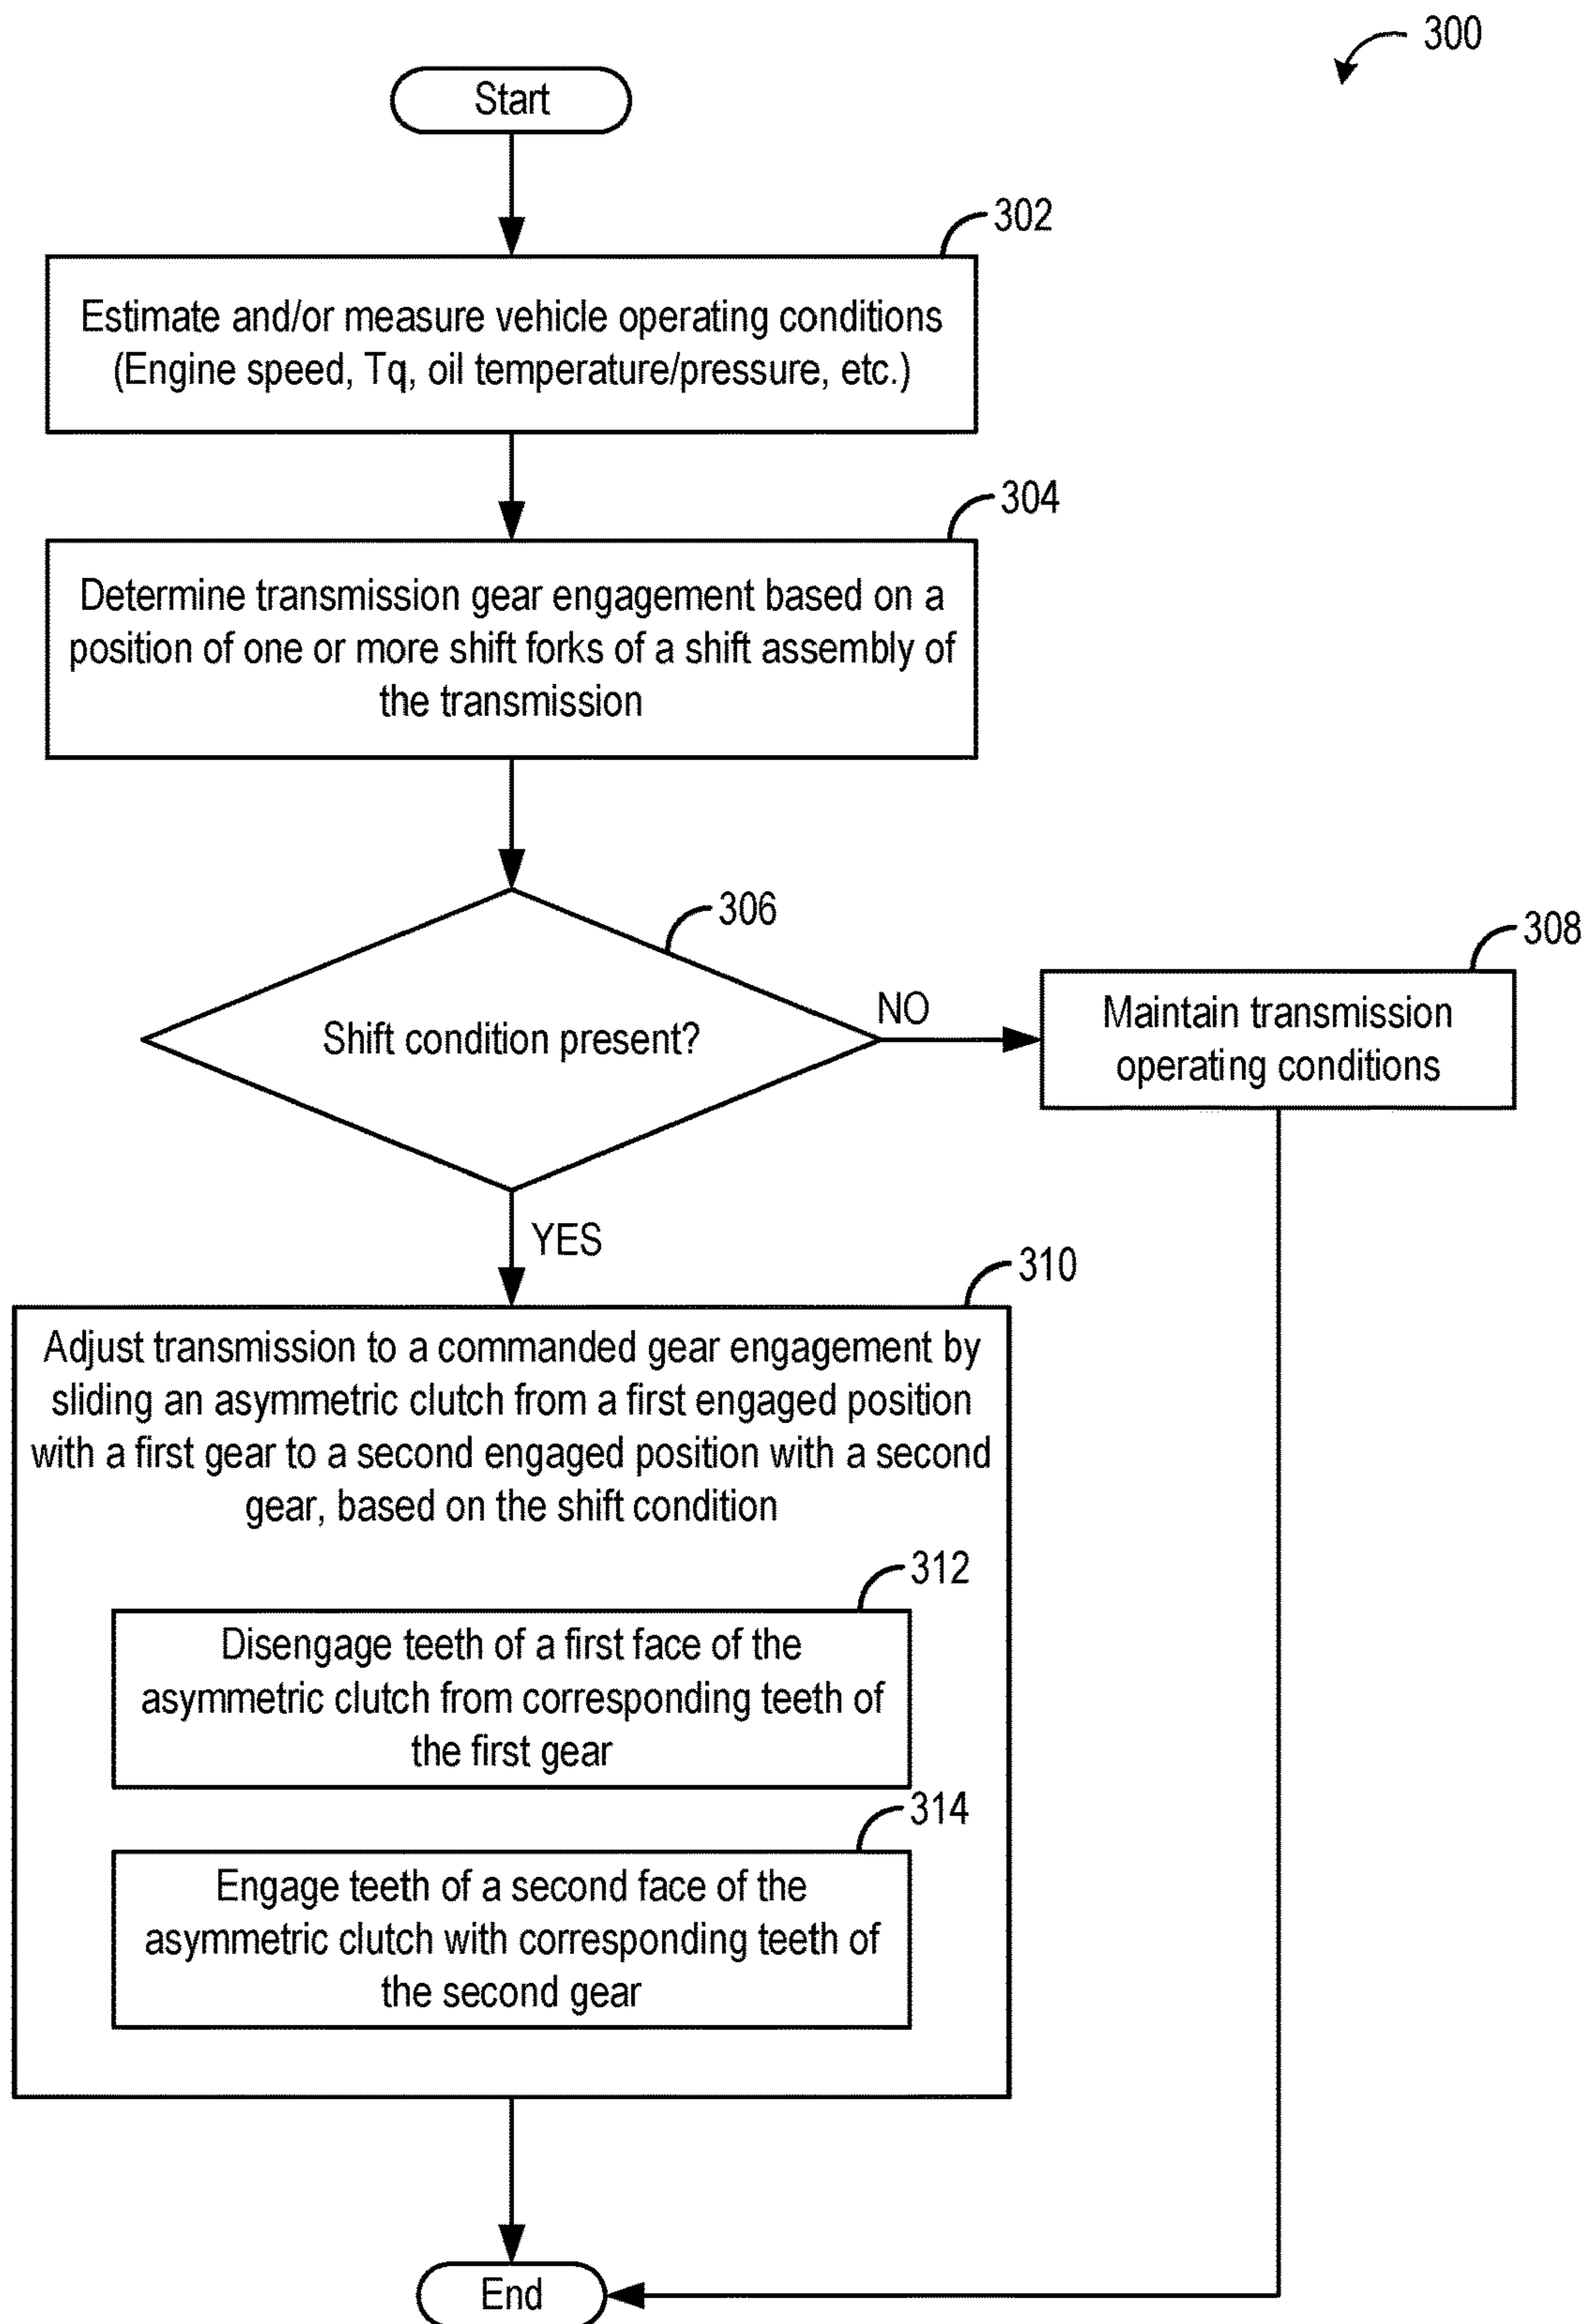 300
Start
302
Estimate and/or measure vehicle operating conditions
(Engine speed, Tq, oil temperature/pressure, etc.)
304
Determine transmission gear engagement based on a
position of one or more shift forks of a shift assembly of
the transmission
306
Shift condition present?
NO
308
Maintain transmission
operating conditions
YES
310
Adjust transmission to a commanded gear engagement by
sliding an asymmetric clutch from a first engaged position
with a first gear to a second engaged position with a second
gear, based on the shift condition
312
Disengage teeth of a first face of the
asymmetric clutch from corresponding teeth of
the first gear
314
Engage teeth of a second face of the
asymmetric clutch with corresponding teeth of
the second gear
End